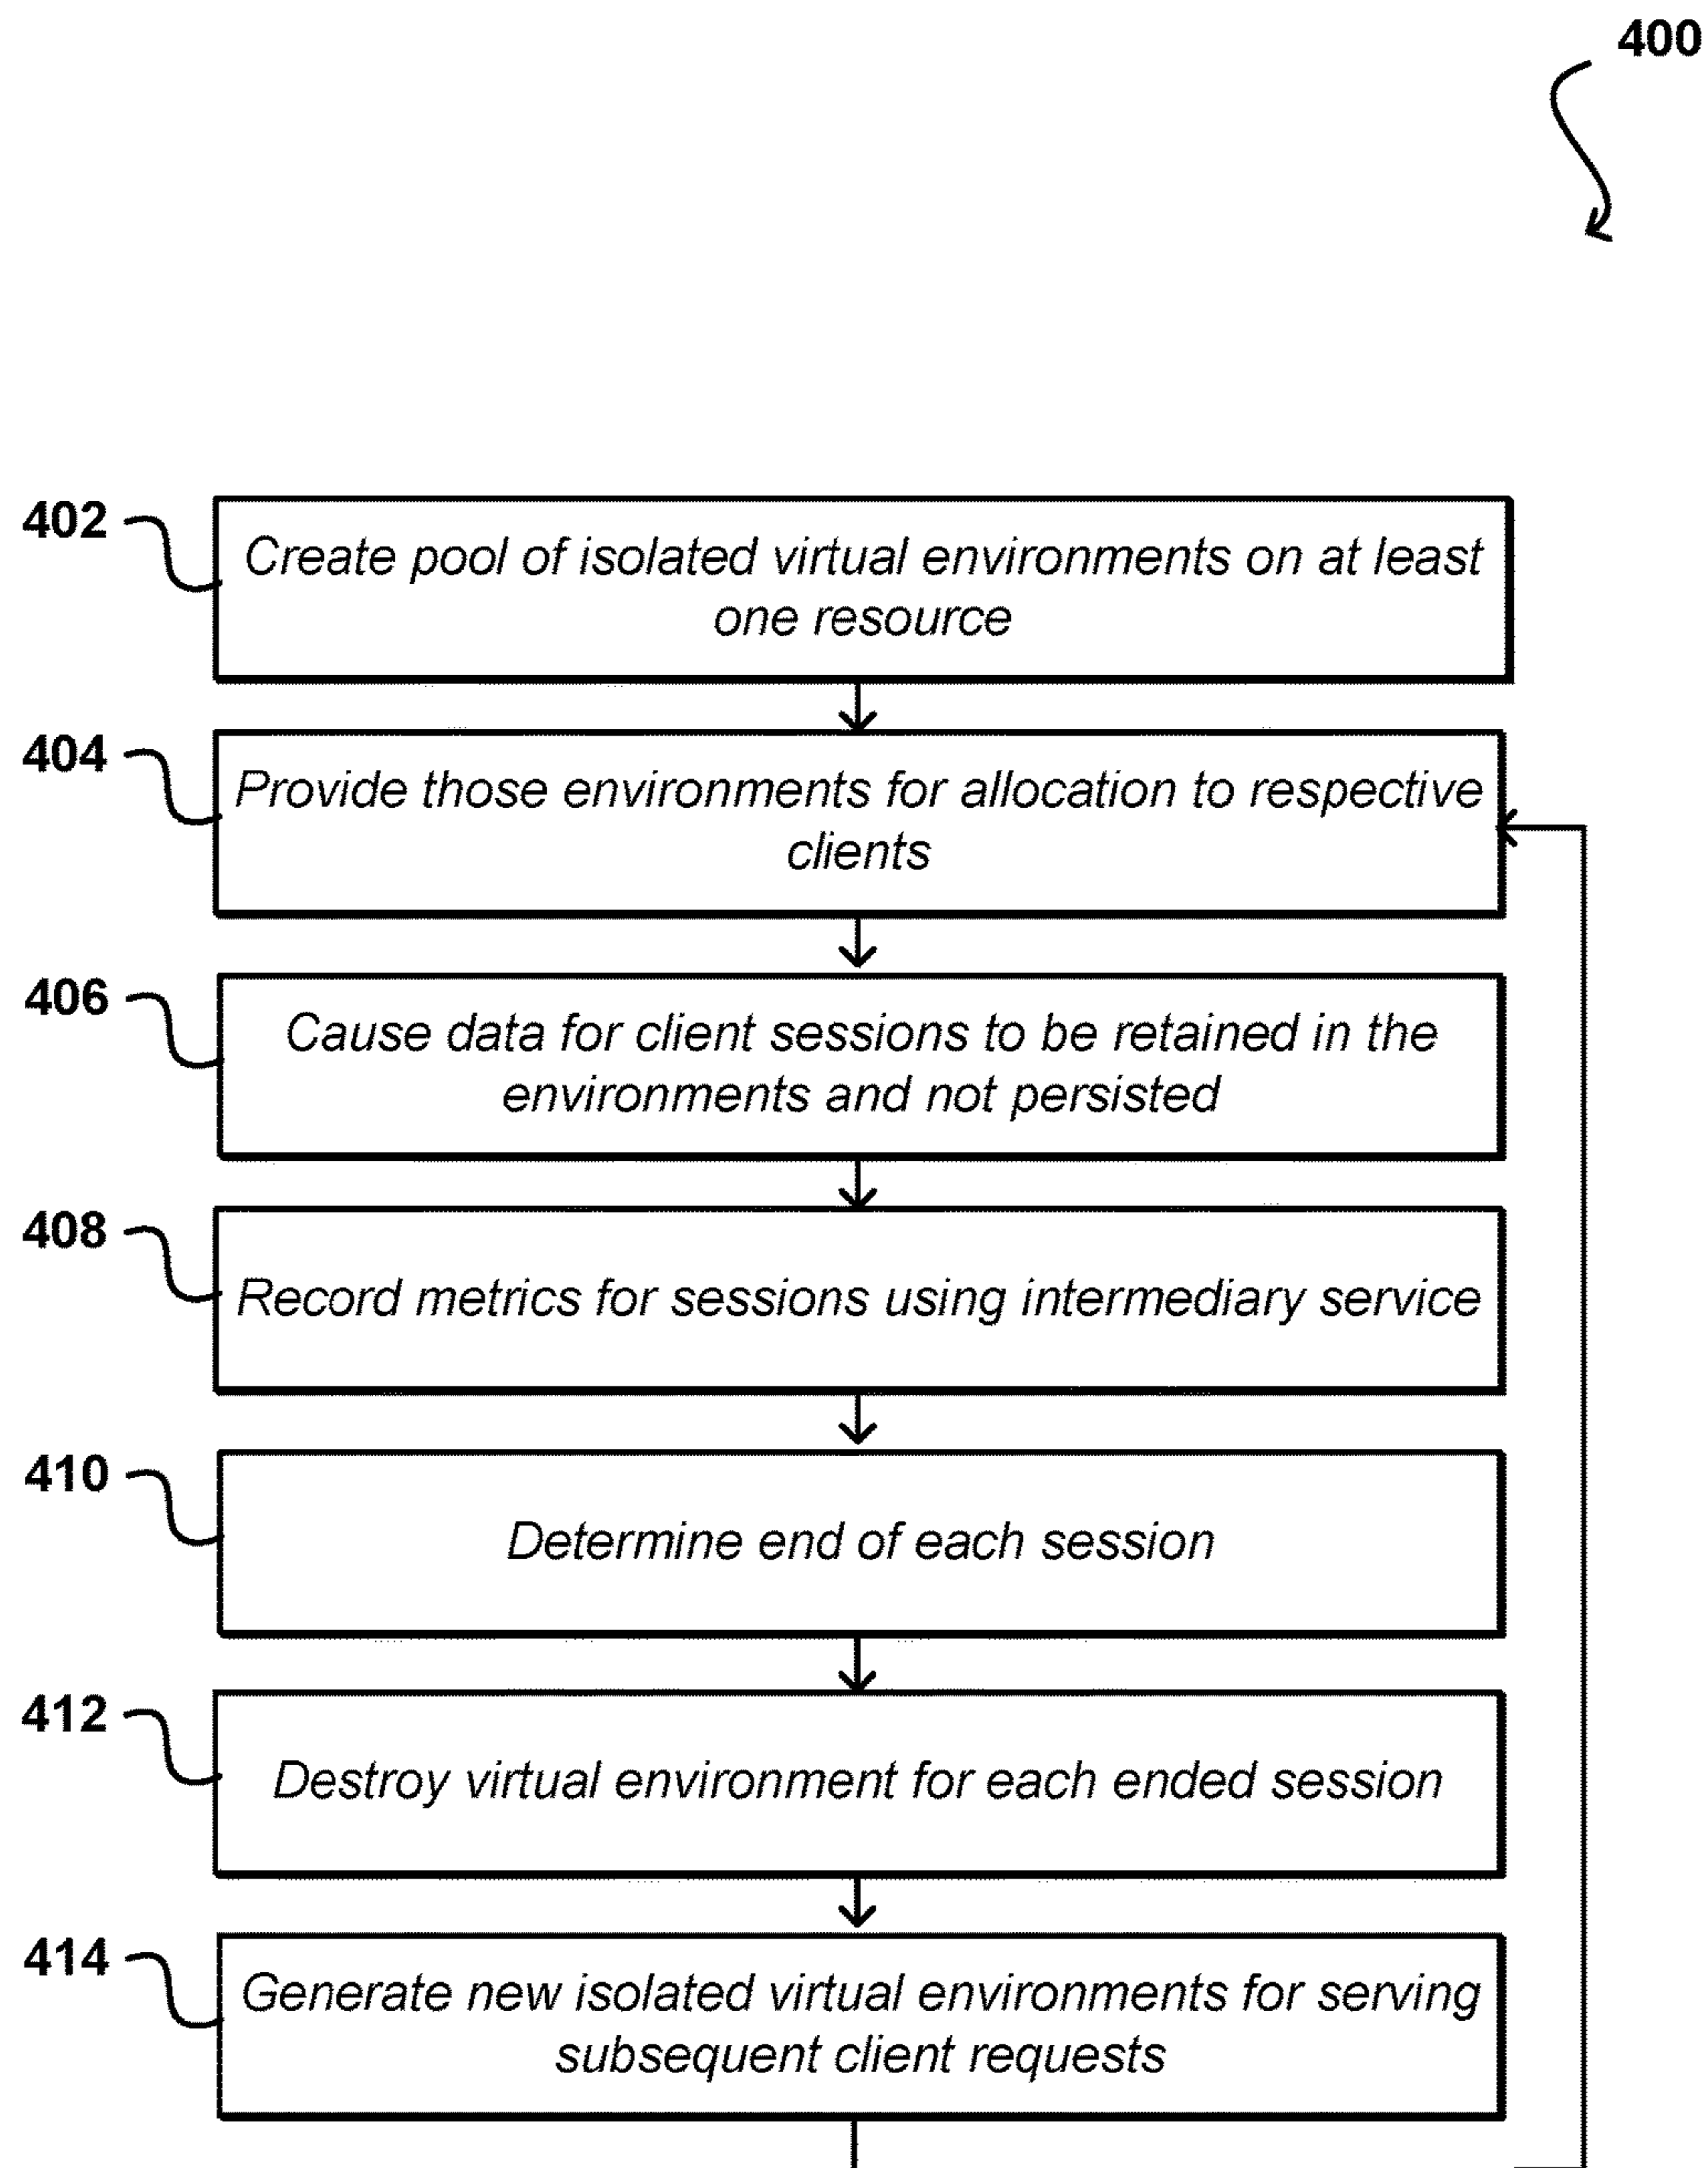 400
402
Create pool of isolated virtual environments on at least
one resource
404
Provide those environments for allocation to respective
clients
406
Cause data for client sessions to be retained in the
environments and not persisted
408
Record metrics for sessions using intermediary service
410
Determine end of each session
412
Destroy virtual environment for each ended session
414
Generate new isolated virtual environments for serving
subsequent client requests